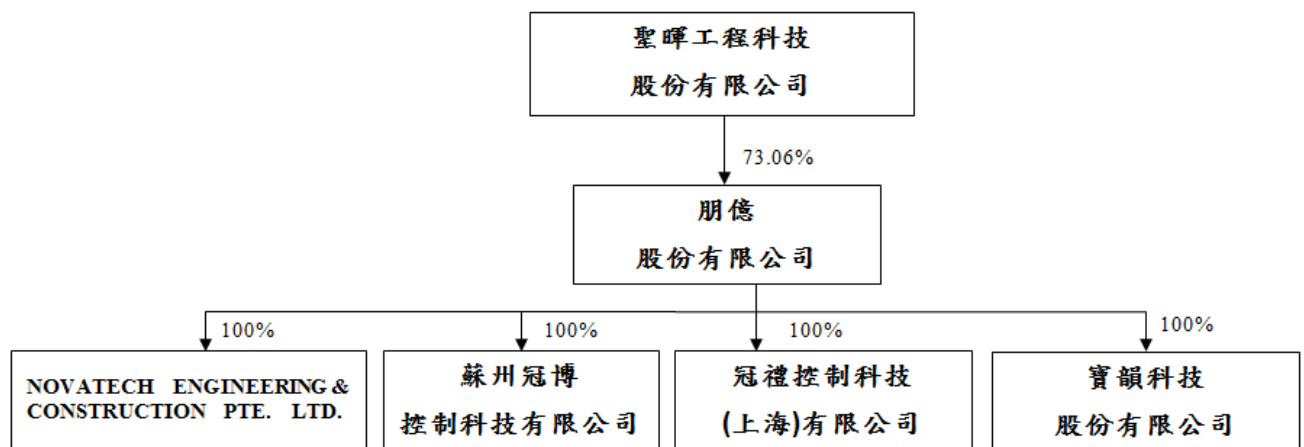 聖暉工程科技
股份有限公司
73.06%
朋億
股份有限公司
100%
100%
100%
100%
NOVATECH ENGINEERING &
CONSTRUCTION PTE. LTD.
蘇州冠博
控制科技有限公司
冠禮控制科技
(上海)有限公司
寶韻科技
股份有限公司